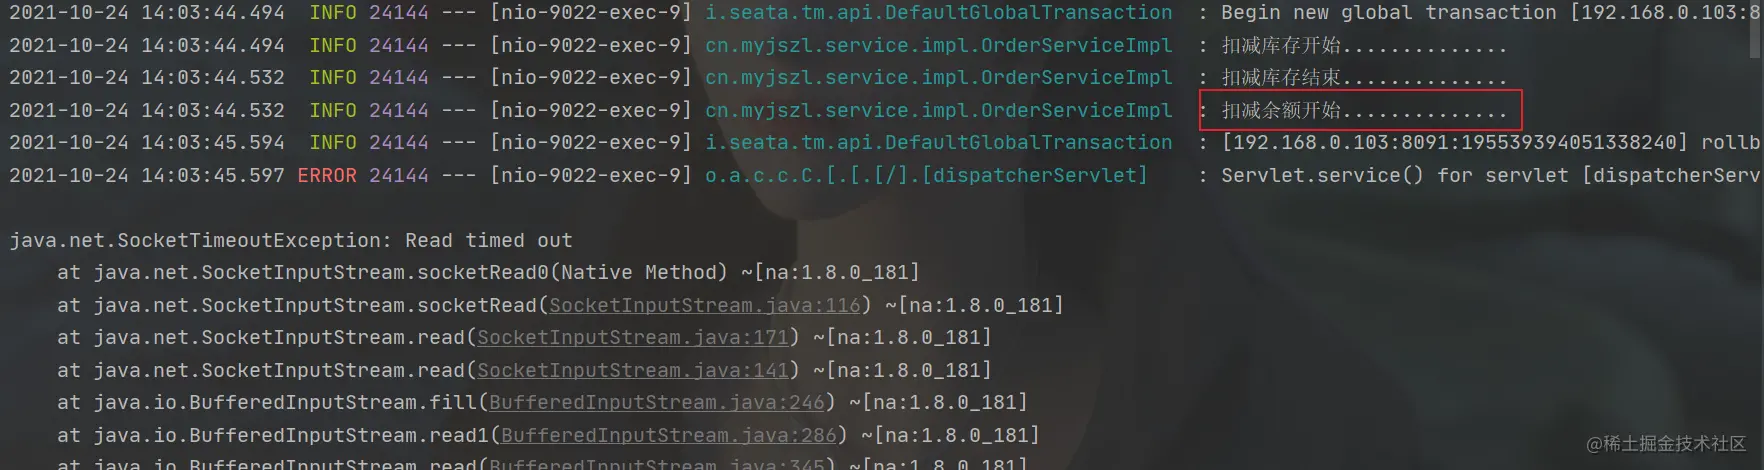 2021-10-24 14:03:44.494  INFO 24144 --- [nio-9022-exec-9] i.seata.tm.api.DefaultGlobalTransaction  : Begin new global transaction [192.168.0.103:8
2021-10-24 14:03:44.494  INFO 24144 --- [nio-9022-exec-9] cn.myjszl.service.impl.OrderServiceImpl  : 扣减库存开始..............
2021-10-24 14:03:44.532  INFO 24144 --- [nio-9022-exec-9] cn.myjszl.service.impl.OrderServiceImpl  : 扣减库存结束..............
2021-10-24 14:03:44.532  INFO 24144 --- [nio-9022-exec-9] cn.myjszl.service.impl.OrderServiceImpl  : 扣减余额开始..............
2021-10-24 14:03:45.594  INFO 24144 --- [nio-9022-exec-9] i.seata.tm.api.DefaultGlobalTransaction  : [192.168.0.103:8091:195539394051338240] rollb
2021-10-24 14:03:45.597 ERROR 24144 --- [nio-9022-exec-9] o.a.c.c.C.[.[.[/].[dispatcherServlet]    : Servlet.service() for servlet [dispatcherServ
java.net.SocketTimeoutException: Read timed out
at java.net.SocketInputStream.socketRead0(Native Method) ~[na:1.8.0_181]
at java.net.SocketInputStream.socketRead(SocketInputStream.java:116) ~[na:1.8.0_181]
at java.net.SocketInputStream.read(SocketInputStream.java:171) ~[na:1.8.0_181]
at java.net.SocketInputStream.read(SocketInputStream.java:141) ~[na:1.8.0_181]
at java.io.BufferedInputStream.fill(BufferedInputStream.java:246) ~[na:1.8.0_181]
at java.io.BufferedInputStream.read1(BufferedInputStream.java:286) ~[na:1.8.0_181]
at java.io.BufferedInputStream.read(BufferedInputStream.java:345) ~[na:1.8.0_181]
@稀土掘金技术社区